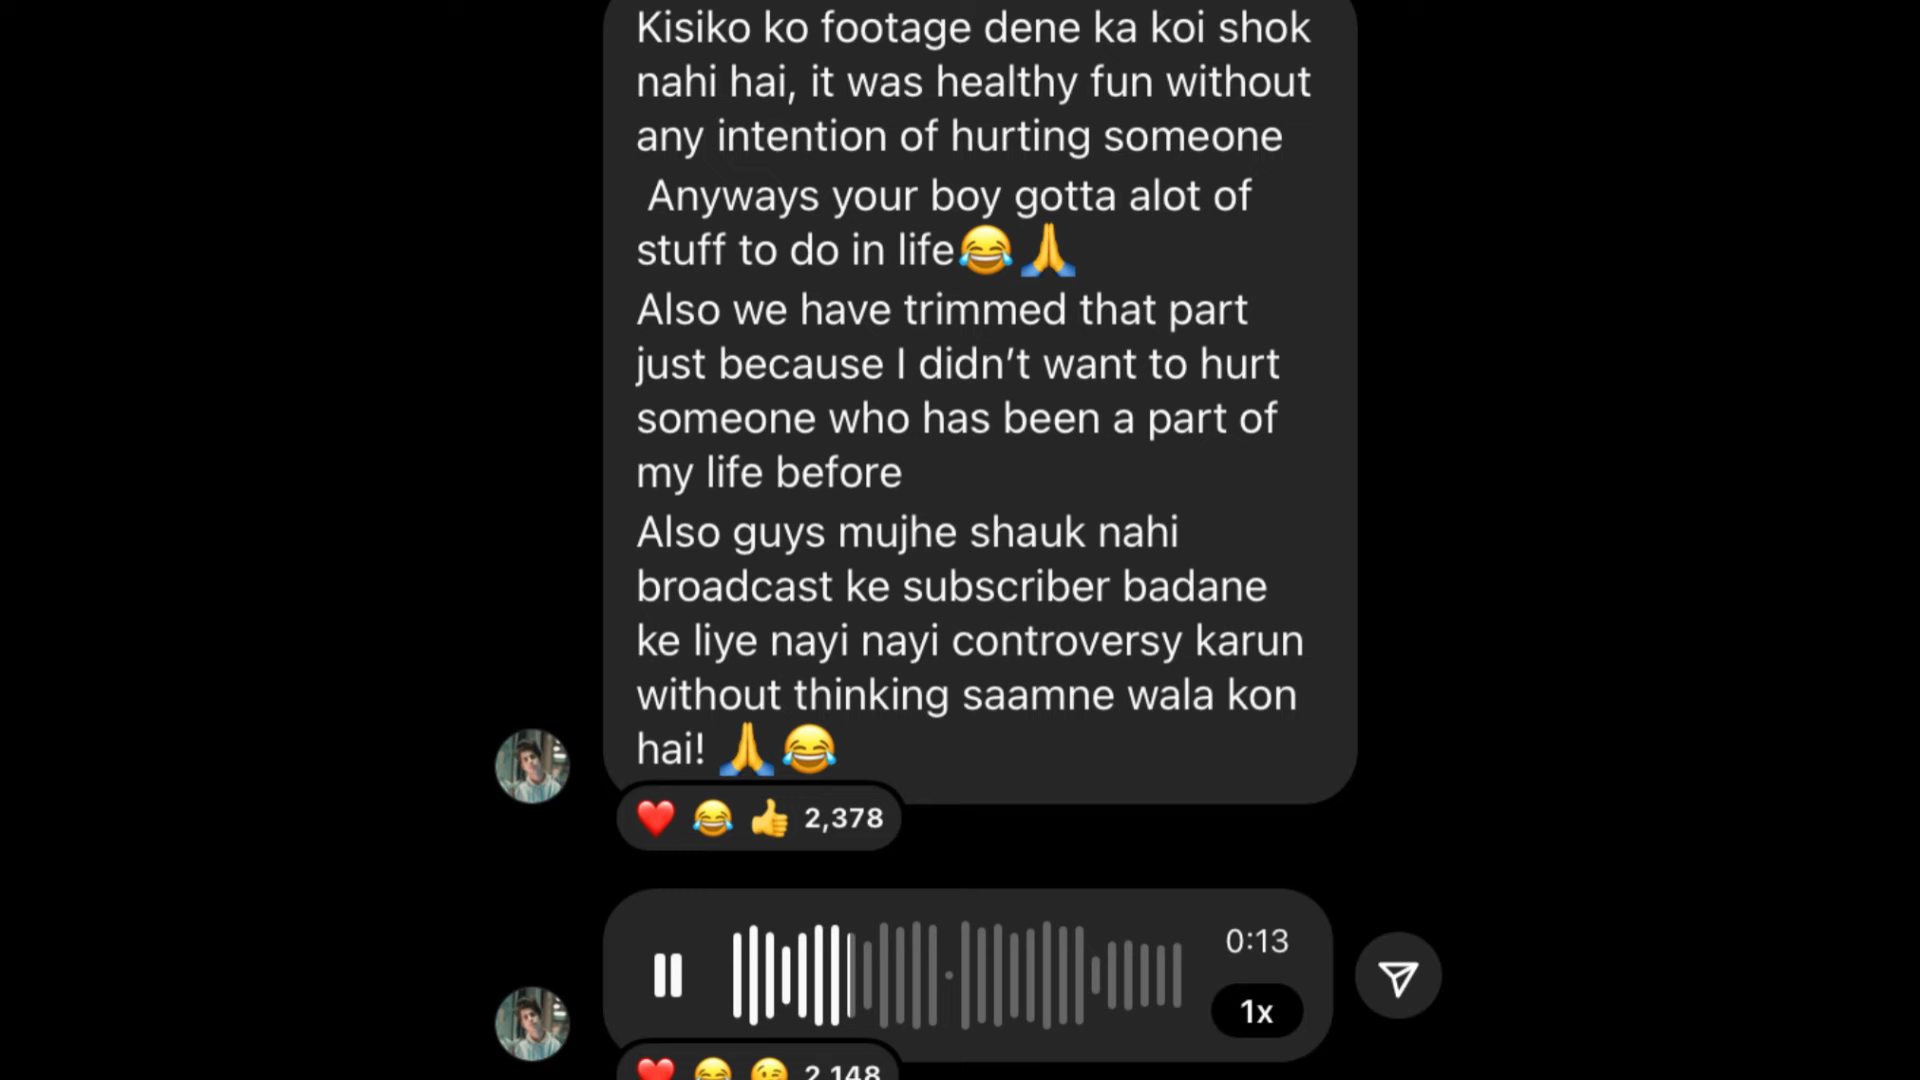 Kisiko ko footage dene ka koi shok
nahi hai, it was healthy fun without
any intention of hurting someone
Anyways your boy gotta alot of
stuff to do in life😂🙏
Also we have trimmed that part
just because I didn’t want to hurt
someone who has been a part of
my life before
Also guys mujhe shauk nahi
broadcast ke subscriber badane
ke liye nayi nayi controversy karun
without thinking saamne wala kon
hai! 🙏😂
❤️ 😂 👍 2,378
0:13
1x
2,148